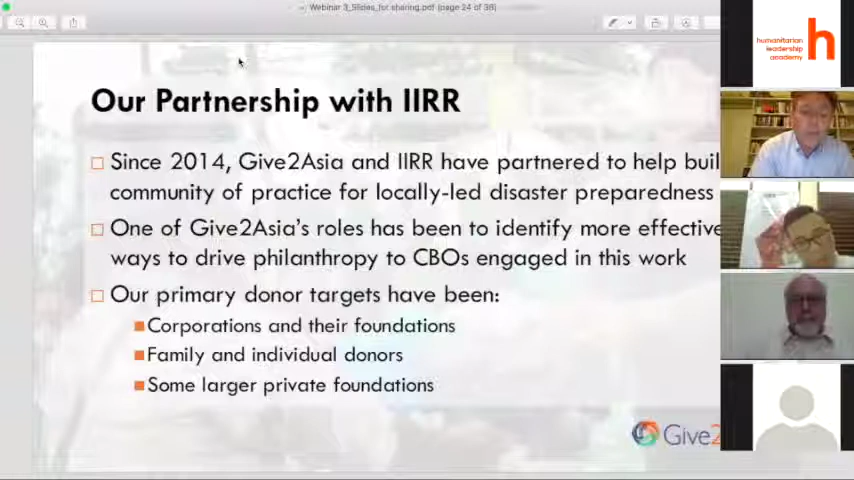 Webinar 3_Slides_for sharing.pdf (page 24 of 38)
humanitarian
leadership
academy
h
Our Partnership with IIRR
Since 2014, Give2Asia and IIRR have partnered to help buil
community of practice for locally-led disaster preparedness
One of Give2Asia's roles has been to identify more effective
ways to drive philanthropy to CBOs engaged in this work
Our primary donor targets have been:
Corporations and their foundations
Family and individual donors
Some larger private foundations
Give2